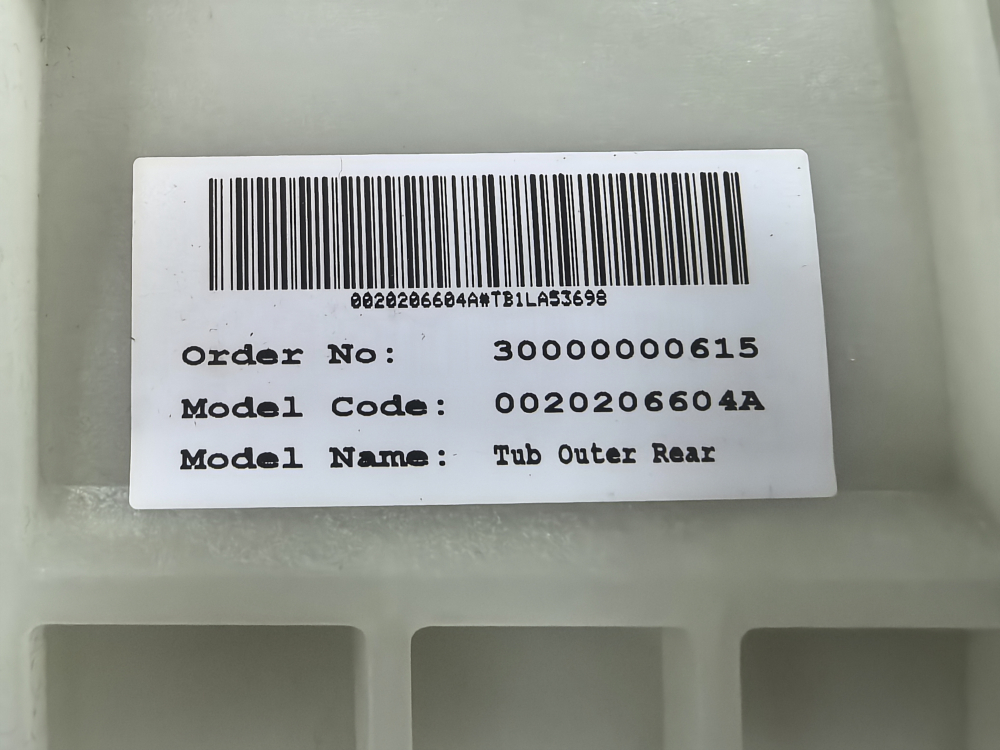 0020206604A#TB1LA53698
Order No: 30000000615
Model Code: 0020206604A
Model Name: Tub Outer Rear